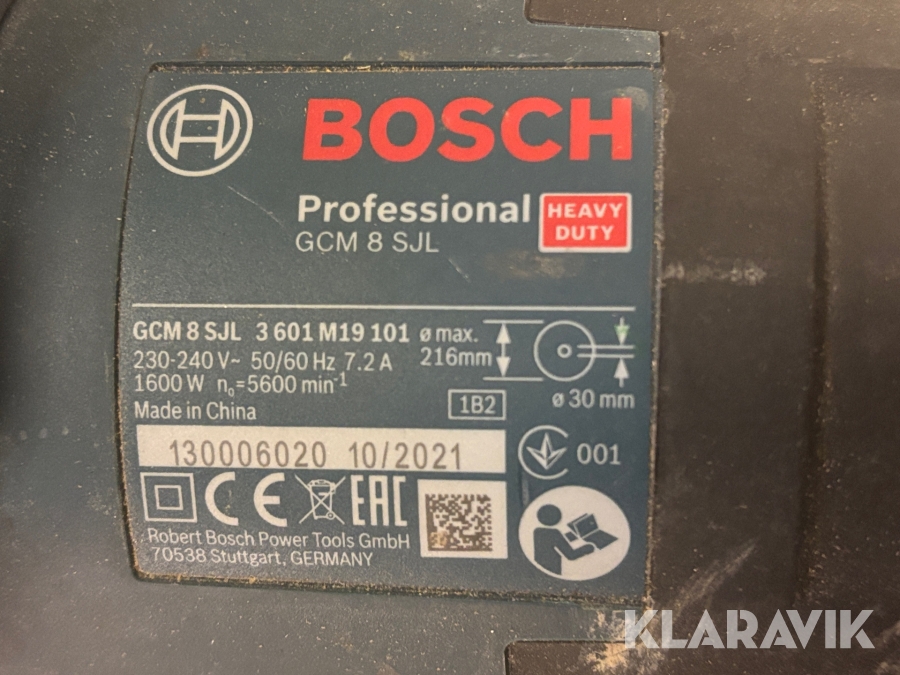 BOSCH
Professional HEAVY DUTY
GCM 8 SJL
GCM 8 SJL 3 601 M19 101
230-240 V~ 50/60 Hz 7.2 A
1600 W n₀=5600 min⁻¹
Made in China
ø max.
216mm
ø 30 mm
1B2
130006020 10/2021
001
CE EAC
Robert Bosch Power Tools GmbH
70538 Stuttgart, GERMANY
KLARAVIK